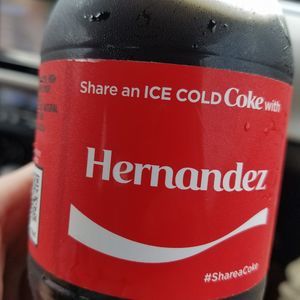 Share an ICE COLD Coke with
Hernandez
#ShareaCoke